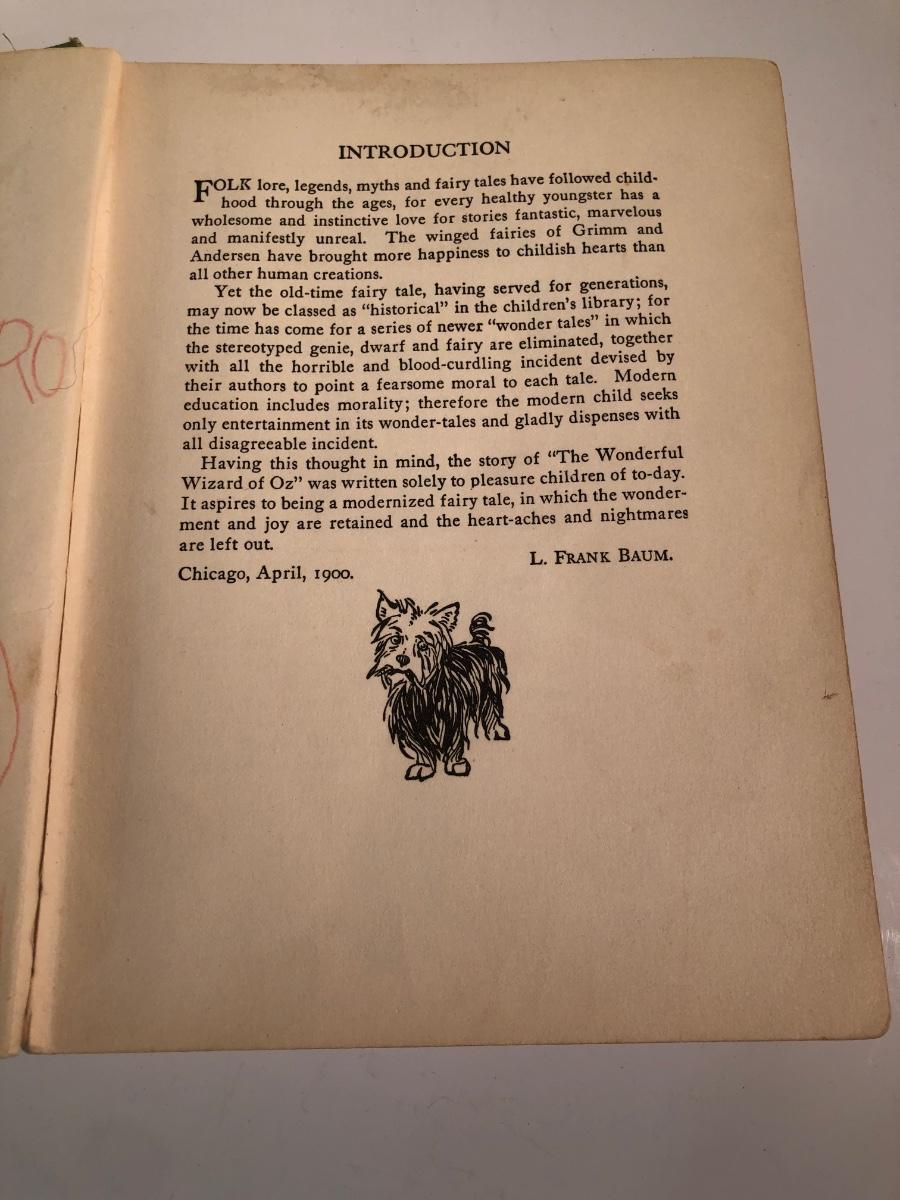 INTRODUCTION
FOLK lore, legends, myths and fairy tales have followed child-
hood through the ages, for every healthy youngster has a
wholesome and instinctive love for stories fantastic, marvelous
and manifestly unreal. The winged fairies of Grimm and
Andersen have brought more happiness to childish hearts than
all other human creations.
Yet the old-time fairy tale, having served for generations,
may now be classed as "historical" in the children's library; for
the time has come for a series of newer "wonder tales" in which
the stereotyped genie, dwarf and fairy are eliminated, together
with all the horrible and blood-curdling incident devised by
their authors to point a fearsome moral to each tale. Modern
education includes morality; therefore the modern child seeks
only entertainment in its wonder-tales and gladly dispenses with
all disagreeable incident.
Having this thought in mind, the story of "The Wonderful
Wizard of Oz" was written solely to pleasure children of to-day.
It aspires to being a modernized fairy tale, in which the wonder-
ment and joy are retained and the heart-aches and nightmares
are left out.
L. FRANK BAUM.
Chicago, April, 1900.